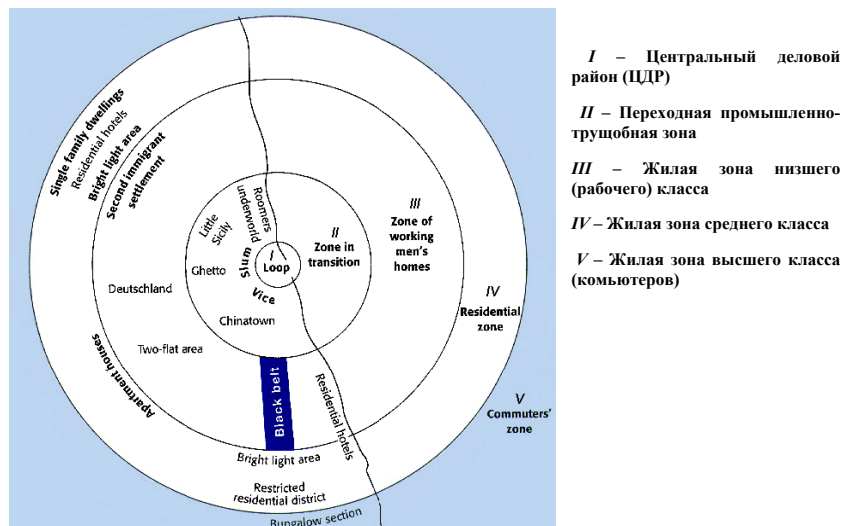 Single family dwellings
Residential hotels
Bright light area
Second immigrant
settlement
Little
Sicily
Roomers
underworld
Ghetto
Slum
Vice
I
Loop
II
Zone in
transition
III
Zone of
working
men's
homes
Deutschland
Chinatown
Two-flat area
Apartment houses
Black belt
Residential hotels
IV
Residential
zone
V
Commuters'
zone
Bright light area
Restricted
residential district
Bungalow section
I – Центральный деловой
район (ЦДР)
II – Переходная промышленно-
трущобная зона
III – Жилая зона низшего
(рабочего) класса
IV – Жилая зона среднего класса
V – Жилая зона высшего класса
(комьютеров)